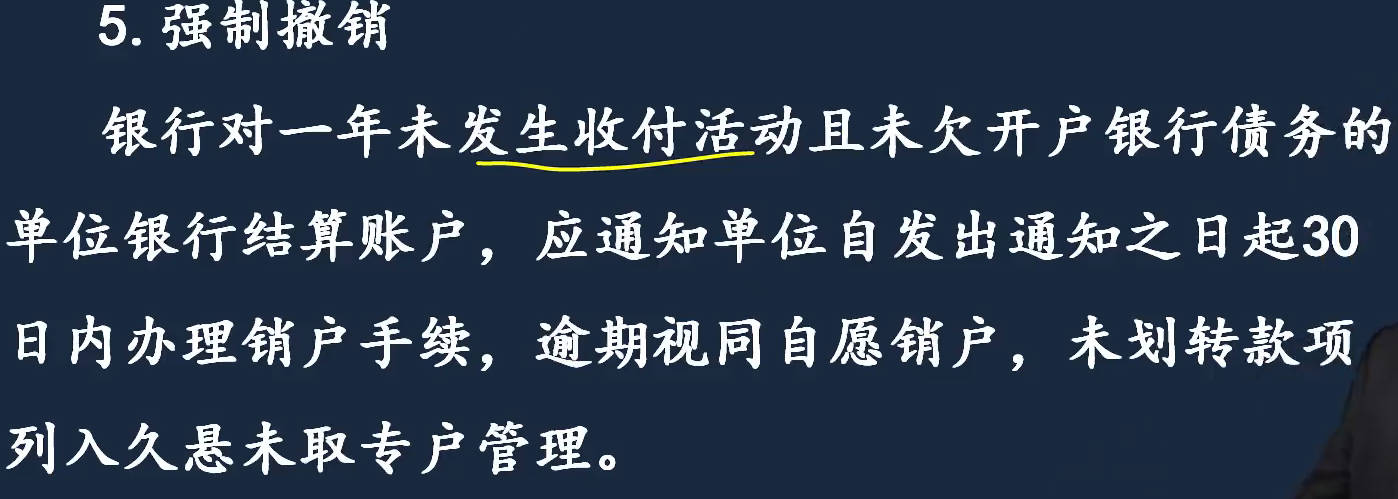 5. 强制撤销
银行对一年未发生收付活动且未欠开户银行债务的
单位银行结算账户，应通知单位自发出通知之日起30
日内办理销户手续，逾期视同自愿销户，未划转款项
列入久悬未取专户管理。